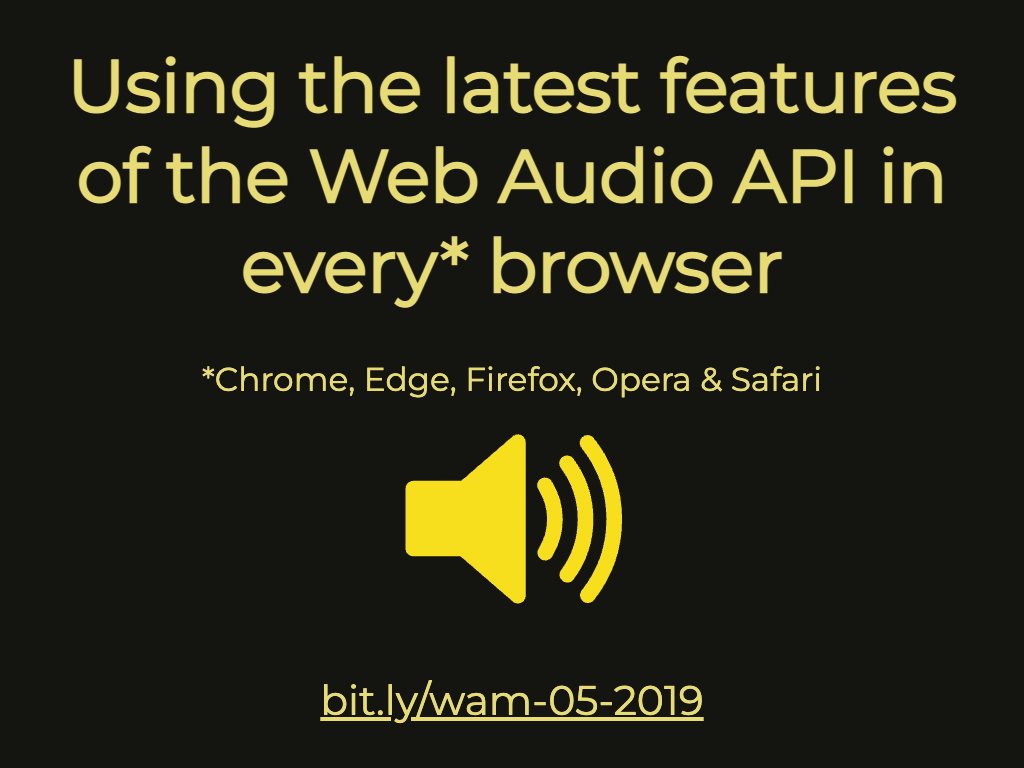 Using the latest features
of the Web Audio API in
every* browser
*Chrome, Edge, Firefox, Opera & Safari
bit.ly/wam-05-2019